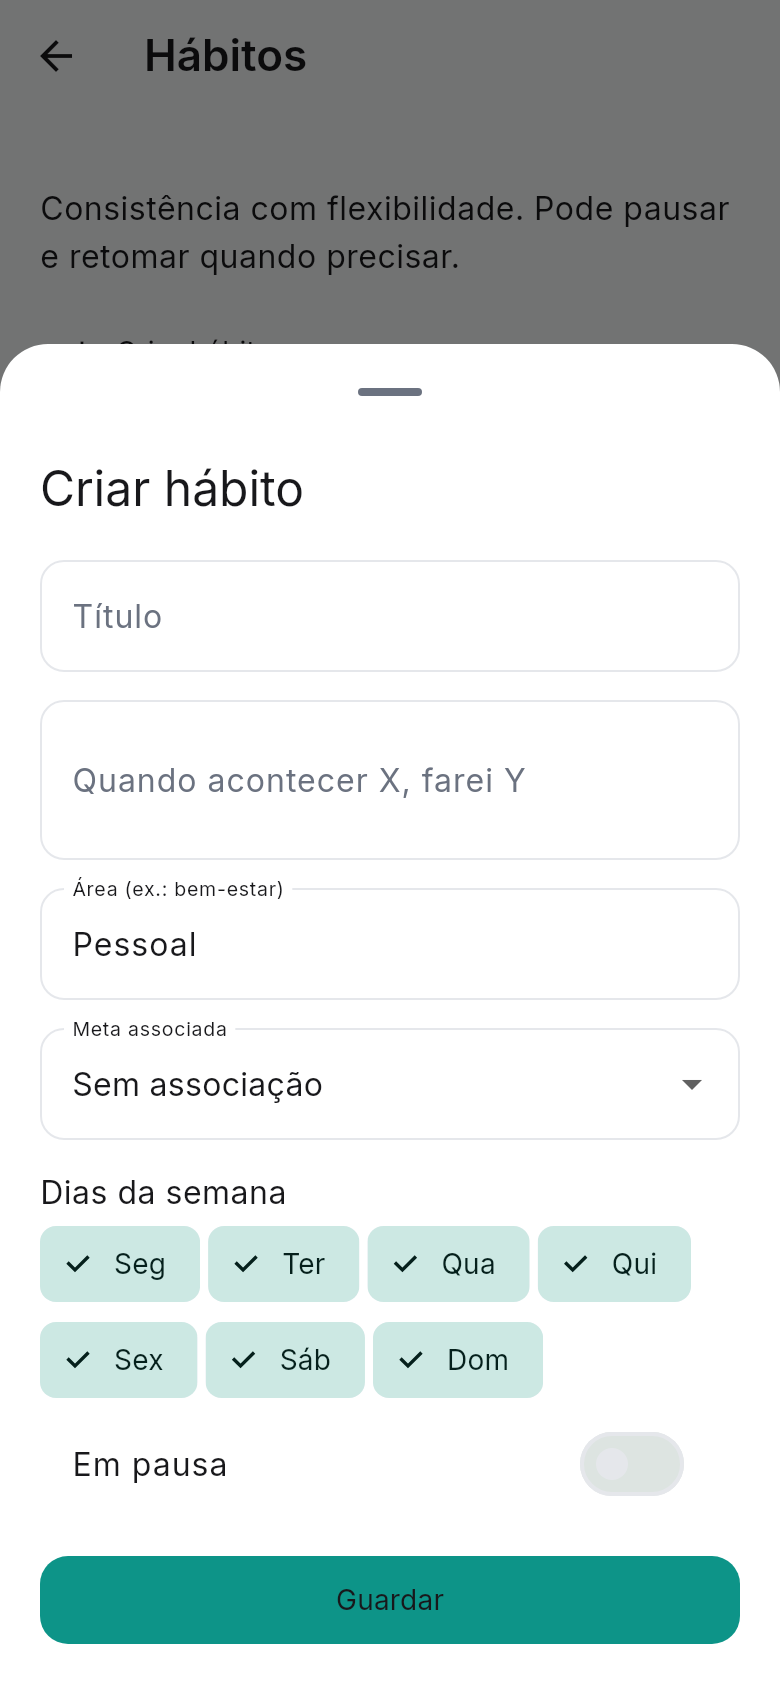 Hábitos
Consistência com flexibilidade. Pode pausar
e retomar quando precisar.
Criar hábito
Título
Quando acontecer X, farei Y
Área (ex.: bem-estar)
Pessoal
Meta associada
Sem associação
Dias da semana
Seg Ter Qua Qui
Sex Sáb Dom
Em pausa
Guardar